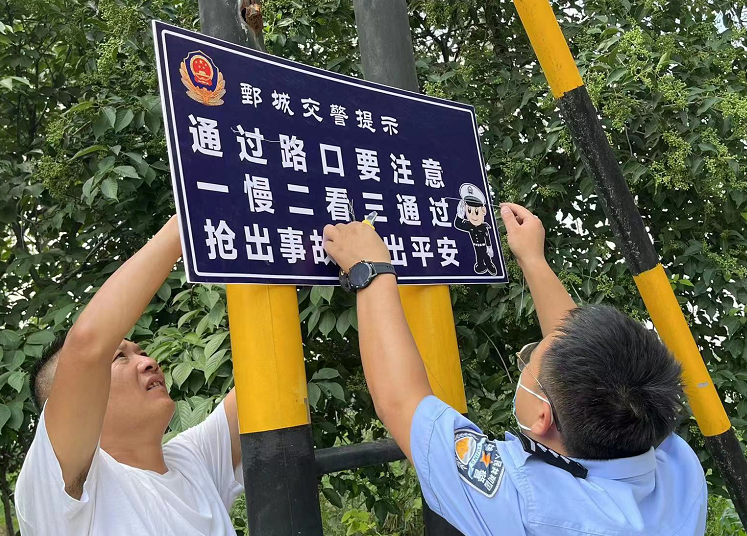 鄄城交警提示
通过路口要注意
一慢二看三通过
抢出事故 出平安